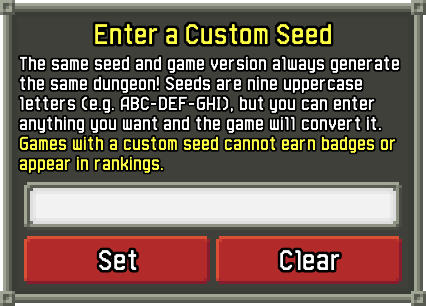 Enter a Custom Seed
The same seed and game version always generate
the same dungeon! Seeds are nine uppercase
letters (e.g. ABC-DEF-GHI), but you can enter
anything you want and the game will convert it.
Games with a custom seed cannot earn badges or
appear in rankings.
Set
Clear